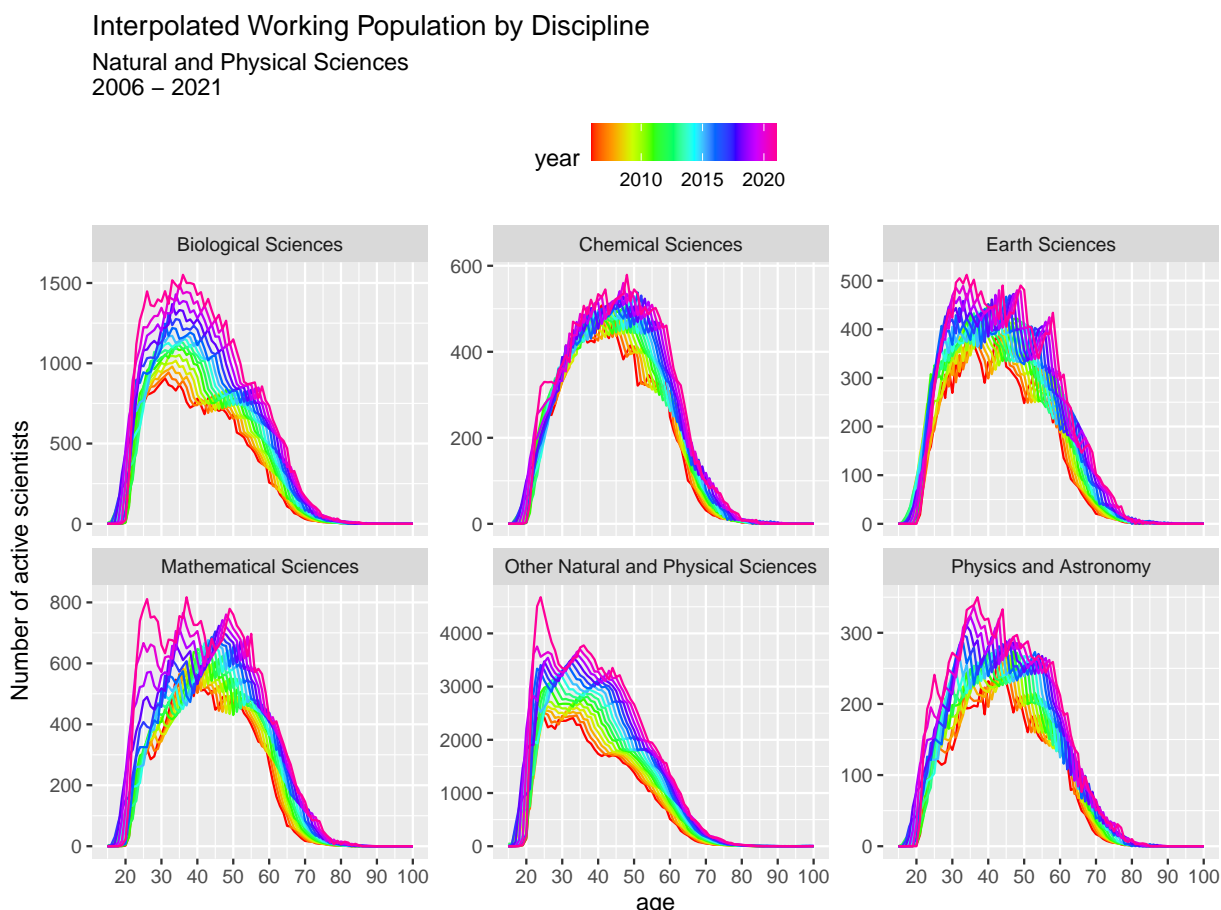 Interpolated Working Population by Discipline
Natural and Physical Sciences
2006 – 2021
year
2010 2015 2020
Biological Sciences Chemical Sciences Earth Sciences
1500
1000
500
0
600
400
200
0
500
400
300
200
100
0
Mathematical Sciences Other Natural and Physical Sciences Physics and Astronomy
800
600
400
200
0
4000
3000
2000
1000
0
300
200
100
0
20 30 40 50 60 70 80 90 100 20 30 40 50 60 70 80 90 100 20 30 40 50 60 70 80 90 100
age
Number of active scientists